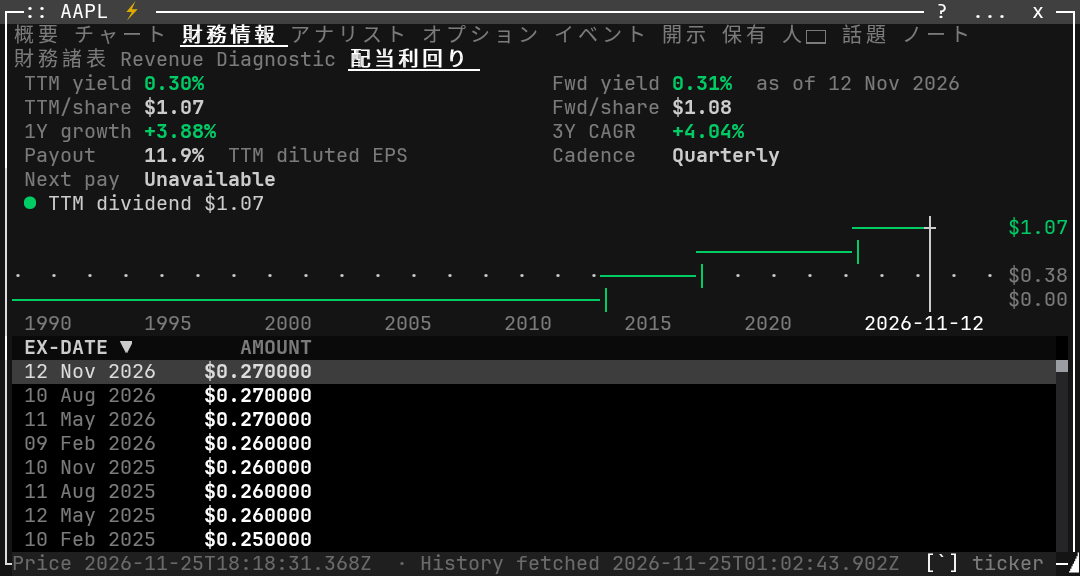 :: AAPL ⚡ ? ... x
概要 チャート 財務情報 アナリスト オプション イベント 開示 保有 人□ 話題 ノート
財務諸表 Revenue Diagnostic 配当利回り
TTM yield 0.30% Fwd yield 0.31% as of 12 Nov 2026
TTM/share $1.07 Fwd/share $1.08
1Y growth +3.88% 3Y CAGR +4.04%
Payout 11.9% TTM diluted EPS Cadence Quarterly
Next pay Unavailable
● TTM dividend $1.07
$1.07
$0.38
$0.00
1990 1995 2000 2005 2010 2015 2020 2026-11-12
EX-DATE ▼ AMOUNT
12 Nov 2026 $0.270000
10 Aug 2026 $0.270000
11 May 2026 $0.270000
09 Feb 2026 $0.260000
10 Nov 2025 $0.260000
11 Aug 2025 $0.260000
12 May 2025 $0.260000
10 Feb 2025 $0.250000
Price 2026-11-25T18:18:31.368Z · History fetched 2026-11-25T01:02:43.902Z [`] ticker